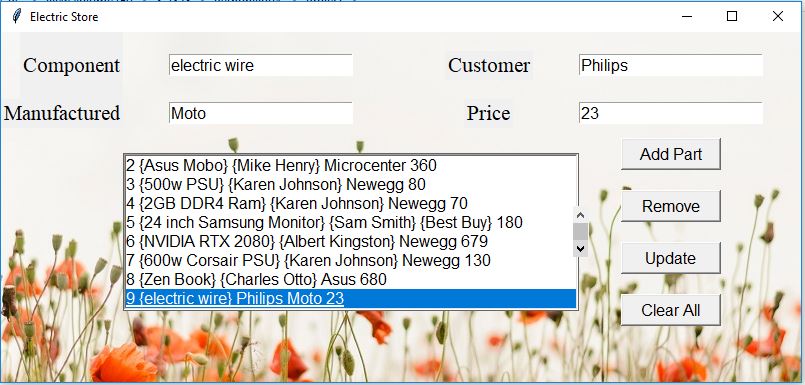 Electric Store
Component electric wire Customer Philips
Manufactured Moto Price 23
2 {Asus Mobo} {Mike Henry} Microcenter 360
3 {500w PSU} {Karen Johnson} Newegg 80
4 {2GB DDR4 Ram} {Karen Johnson} Newegg 70
5 {24 inch Samsung Monitor} {Sam Smith} {Best Buy} 180
6 {NVIDIA RTX 2080} {Albert Kingston} Newegg 679
7 {600w Corsair PSU} {Karen Johnson} Newegg 130
8 {Zen Book} {Charles Otto} Asus 680
9 {electric wire} Philips Moto 23
Add Part
Remove
Update
Clear All